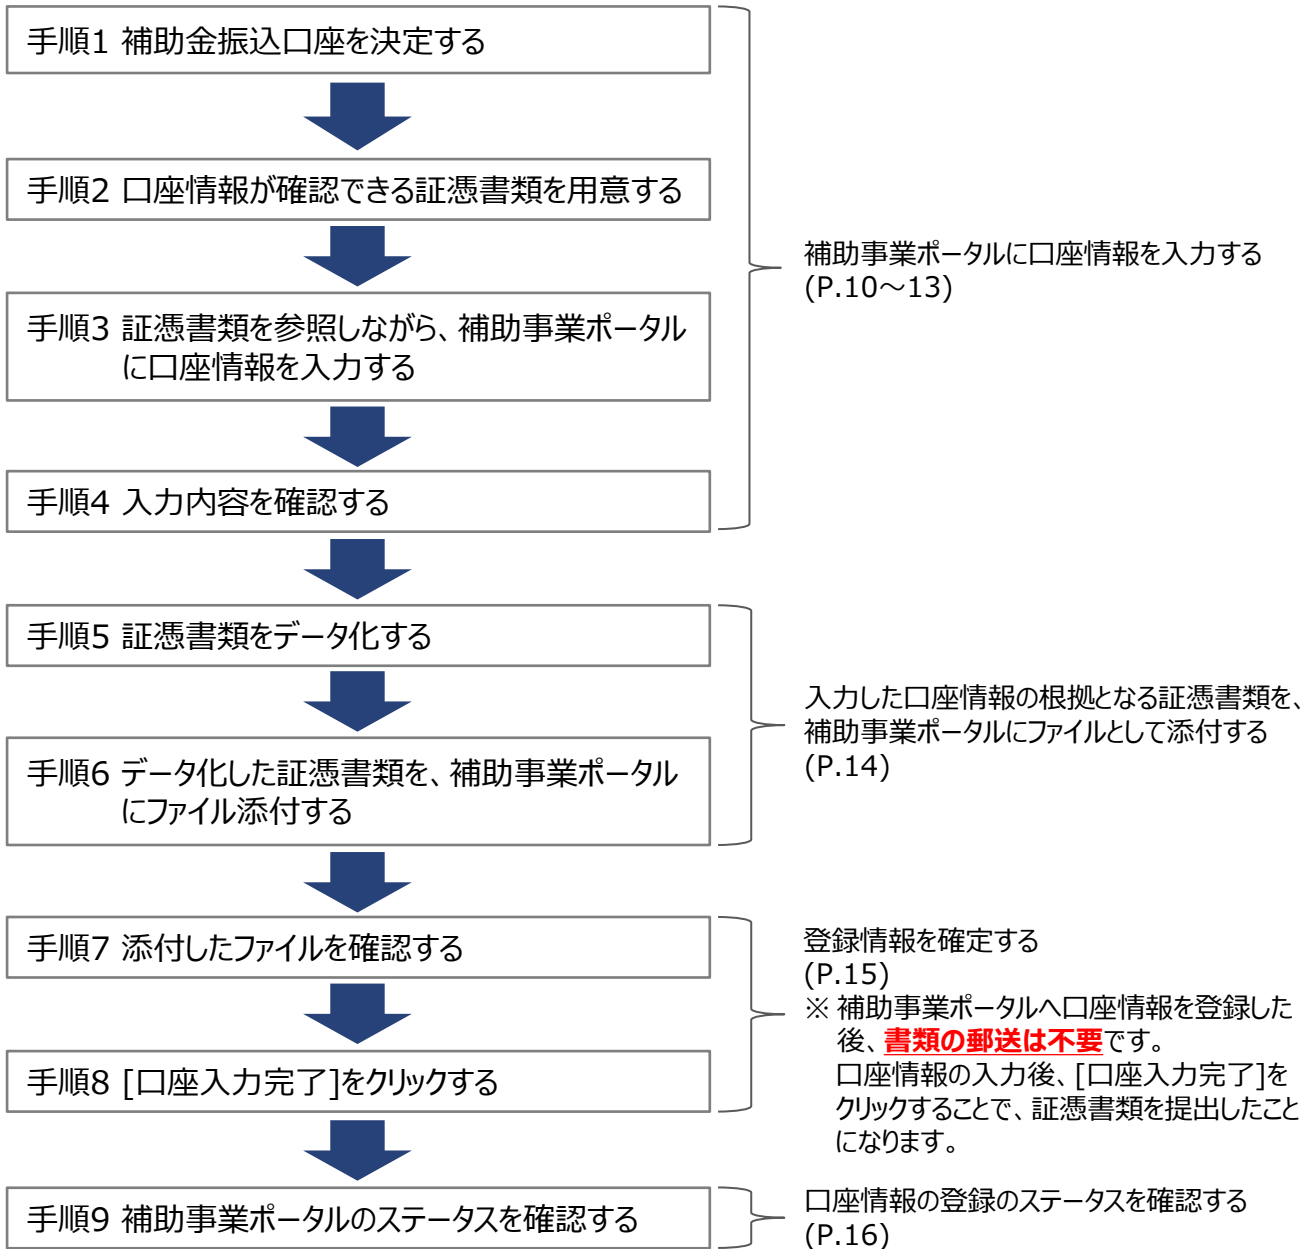 手順1 補助金振込口座を決定する
手順2 口座情報が確認できる証憑書類を用意する
手順3 証憑書類を参照しながら、補助事業ポータル
に口座情報を入力する
手順4 入力内容を確認する
補助事業ポータルに口座情報を入力する
(P.10～13)
手順5 証憑書類をデータ化する
手順6 データ化した証憑書類を、補助事業ポータル
にファイル添付する
入力した口座情報の根拠となる証憑書類を、
補助事業ポータルにファイルとして添付する
(P.14)
手順7 添付したファイルを確認する
手順8 [口座入力完了]をクリックする
登録情報を確定する
(P.15)
※ 補助事業ポータルへ口座情報を登録した
後、書類の郵送は不要です。
口座情報の入力後、[口座入力完了]を
クリックすることで、証憑書類を提出したこと
になります。
手順9 補助事業ポータルのステータスを確認する
口座情報の登録のステータスを確認する
(P.16)